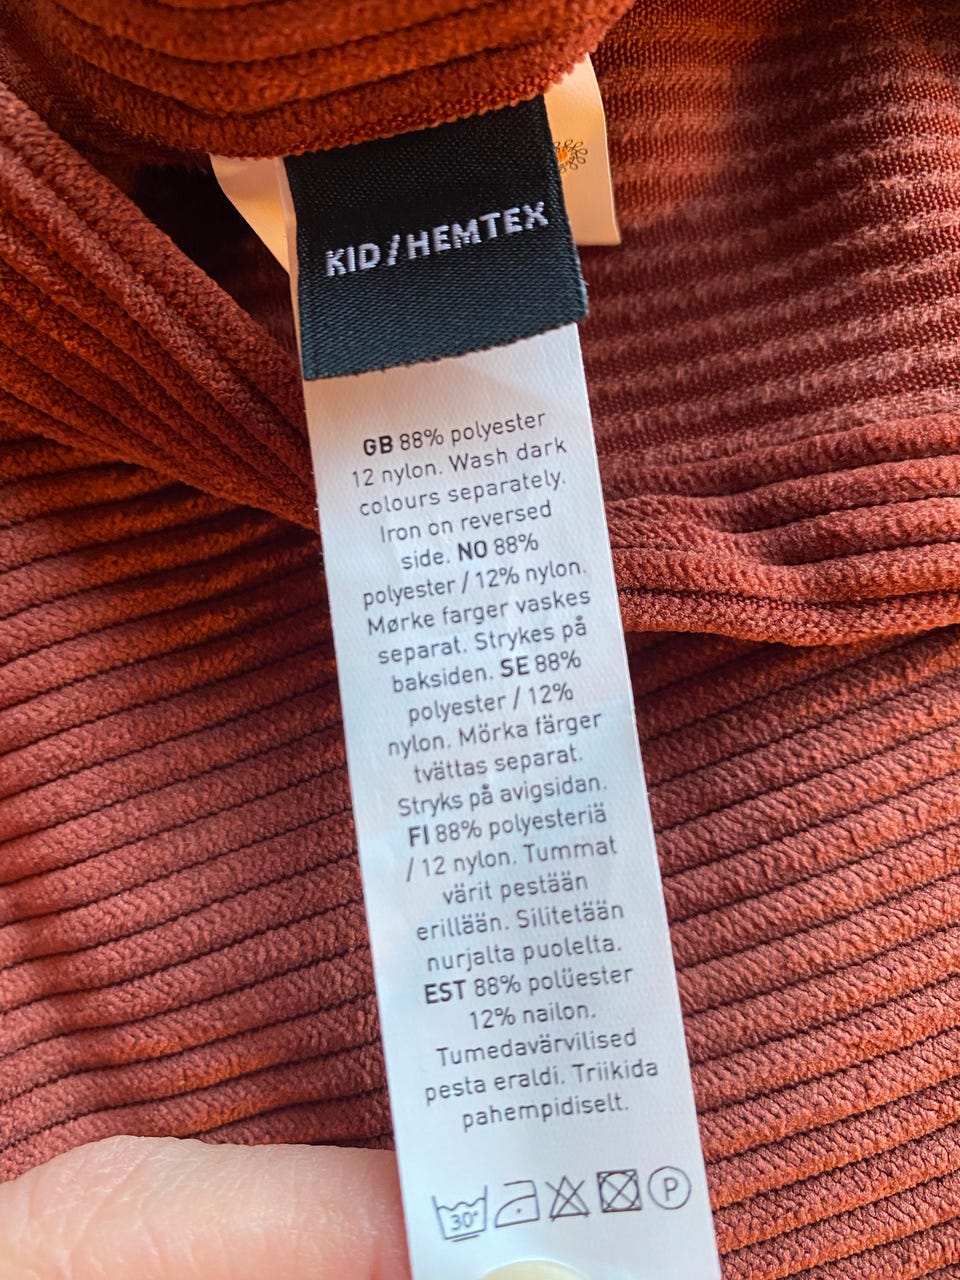 KID/HEMTEX
GB 88% polyester
12 nylon. Wash dark
colours separately.
Iron on reversed
side. NO 88%
polyester / 12% nylon.
Mørke farger vaskes
separat. Strykes på
baksiden. SE 88%
polyester / 12%
nylon. Mörka färger
tvättas separat.
Stryks på avigsidan.
FI 88% polyesteriä
/ 12 nylon. Tummat
värit pestään
erillään. Silitetään
nurjalta puolelta.
EST 88% polüester
12% nailon.
Tumedavärvilised
pesta eraldi. Triikida
pahempidiselt.
30° P